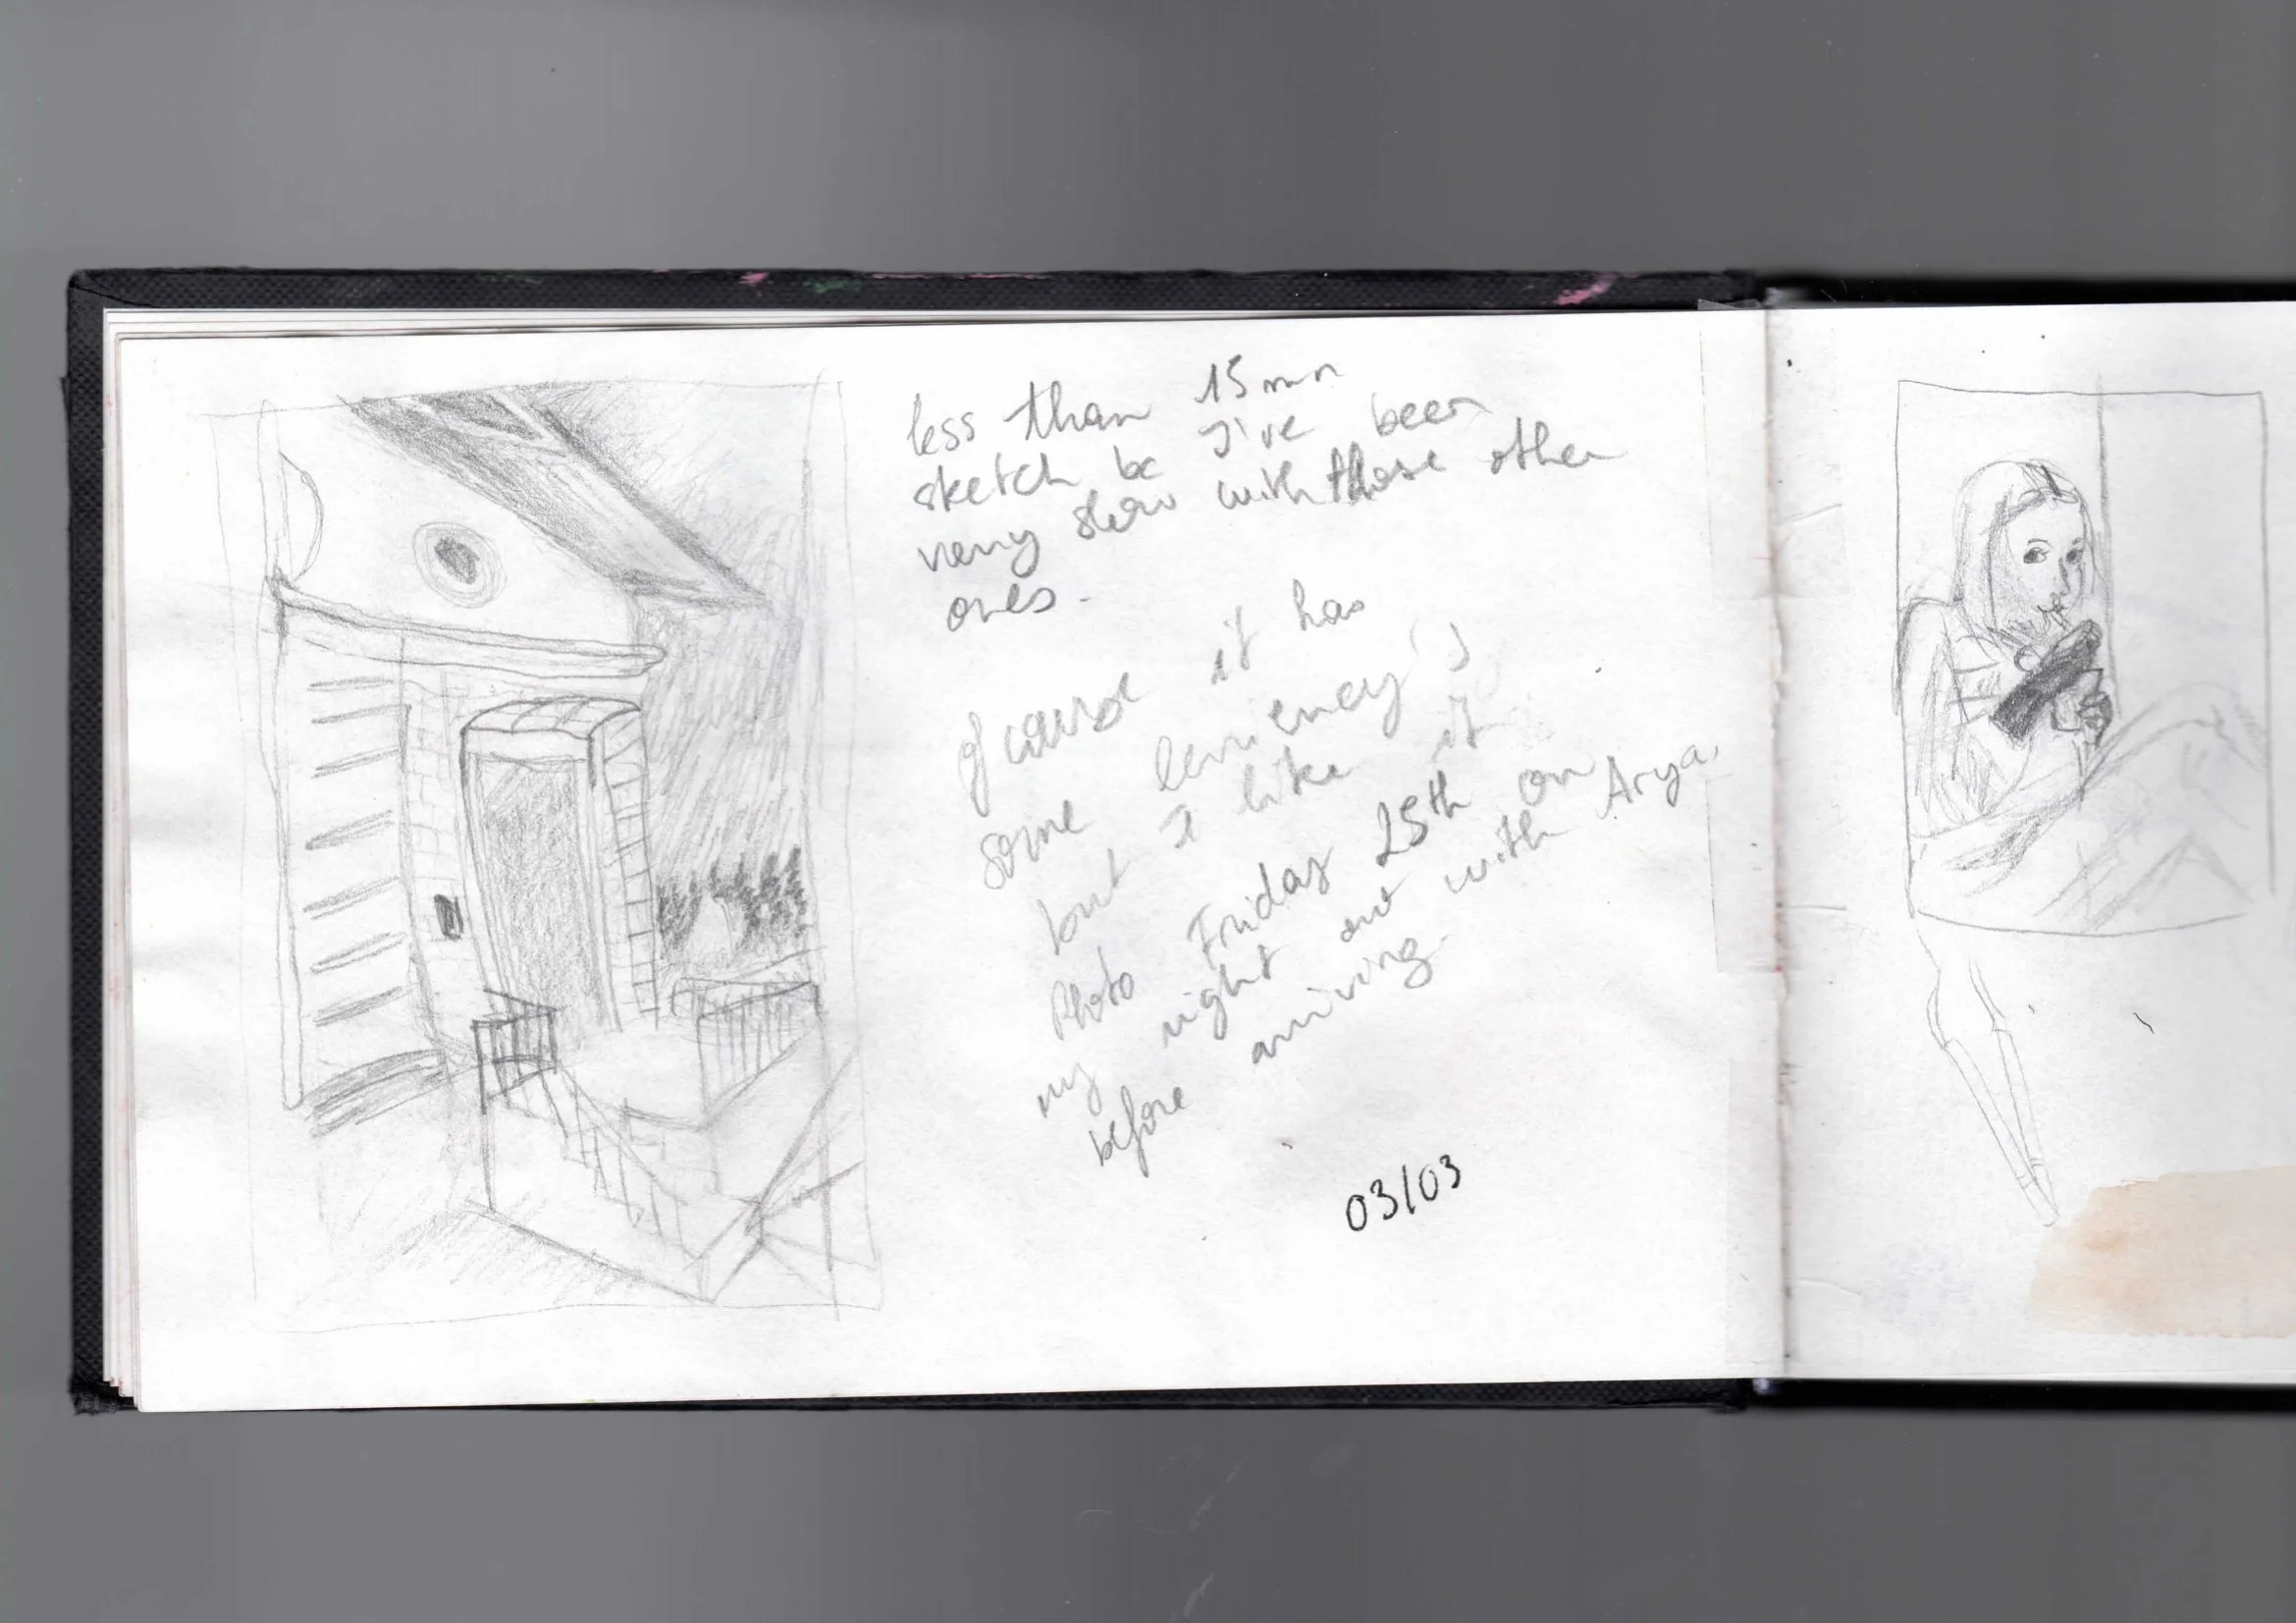 less than 15 min
sketch bc I've been
very slow with those other
ones.
of course it has
some leniency's
but I like it
Photo Friday 25th on
my night out with Arya,
before arriving.
03/03